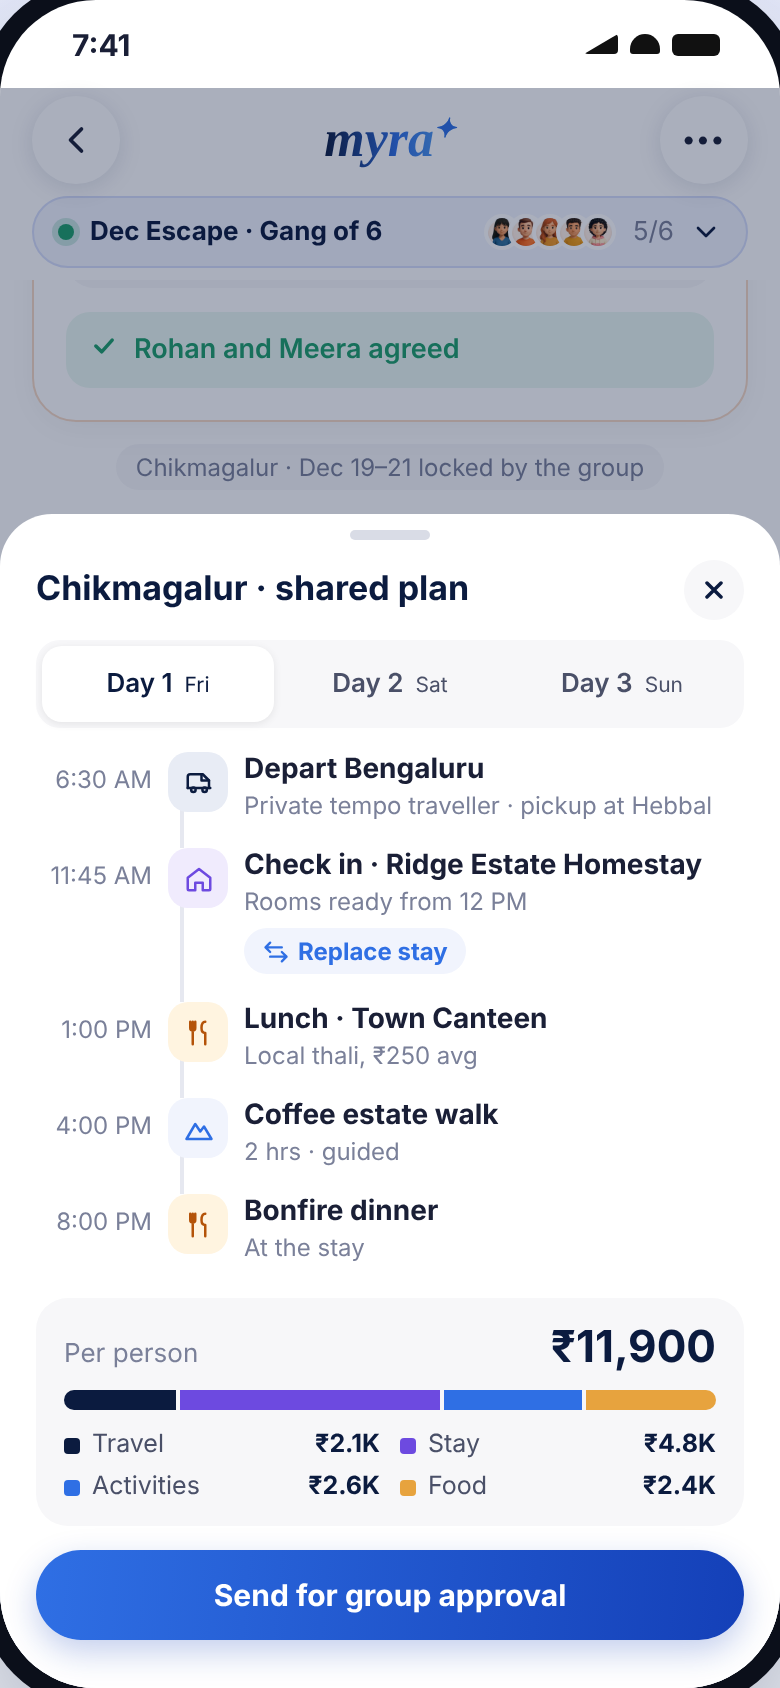 7:41
myra
Dec Escape · Gang of 6
5/6
Rohan and Meera agreed
Chikmagalur · Dec 19–21 locked by the group
Chikmagalur · shared plan
Day 1 Fri
Day 2 Sat
Day 3 Sun
6:30 AM
Depart Bengaluru
Private tempo traveller · pickup at Hebbal
11:45 AM
Check in · Ridge Estate Homestay
Rooms ready from 12 PM
Replace stay
1:00 PM
Lunch · Town Canteen
Local thali, ₹250 avg
4:00 PM
Coffee estate walk
2 hrs · guided
8:00 PM
Bonfire dinner
At the stay
Per person
₹11,900
Travel ₹2.1K
Stay ₹4.8K
Activities ₹2.6K
Food ₹2.4K
Send for group approval